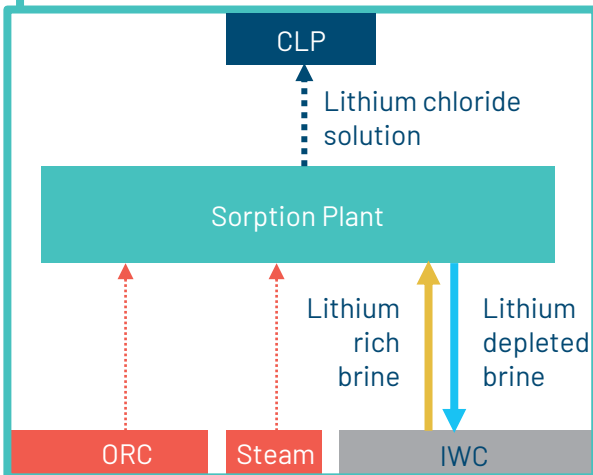 CLP
Lithium chloride
solution
Sorption Plant
Lithium
rich
brine
Lithium
depleted
brine
ORC
Steam
IWC